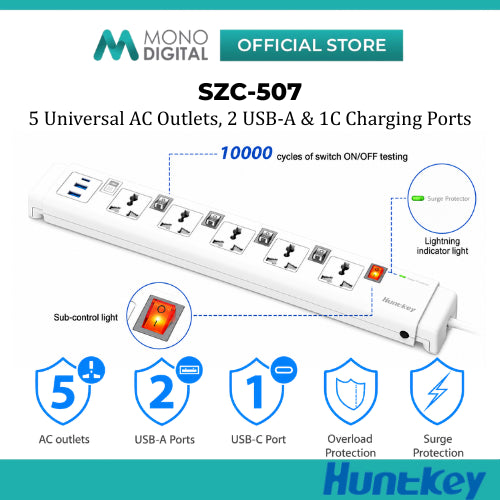 MONO
DIGITAL
OFFICIAL STORE
SZC-507
5 Universal AC Outlets, 2 USB-A & 1C Charging Ports
10000 cycles of switch ON/OFF testing
Surge Protector
Lightning
indicator light
Sub-control light
Huntkey
5
2
1
AC outlets
USB-A Ports
USB-C Port
Overload
Protection
Surge
Protection
Huntkey